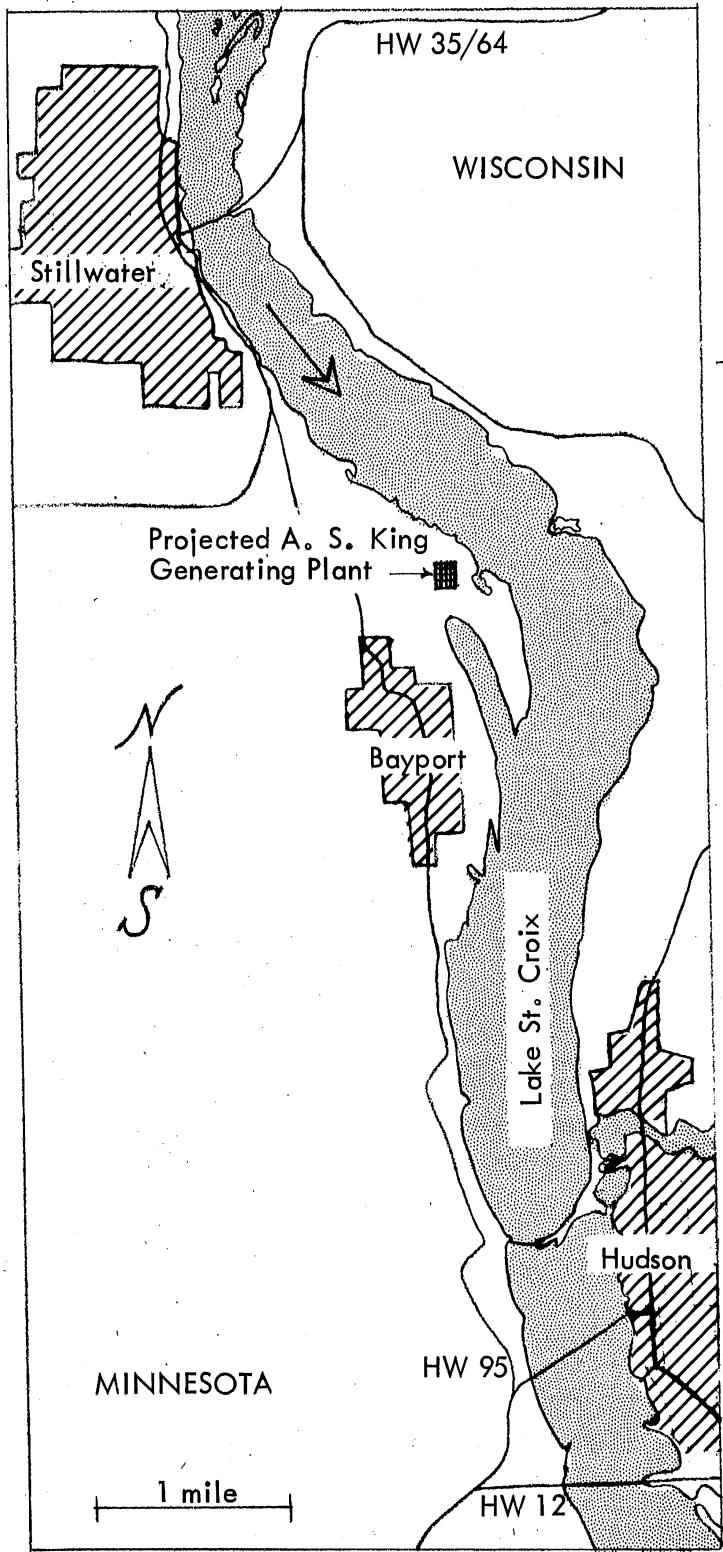 HW 35/64
WISCONSIN
Stillwater
Projected A. S. King
Generating Plant
N
Bayport
S
Lake St. Croix
Hudson
HW 95
MINNESOTA
1 mile
HW 12